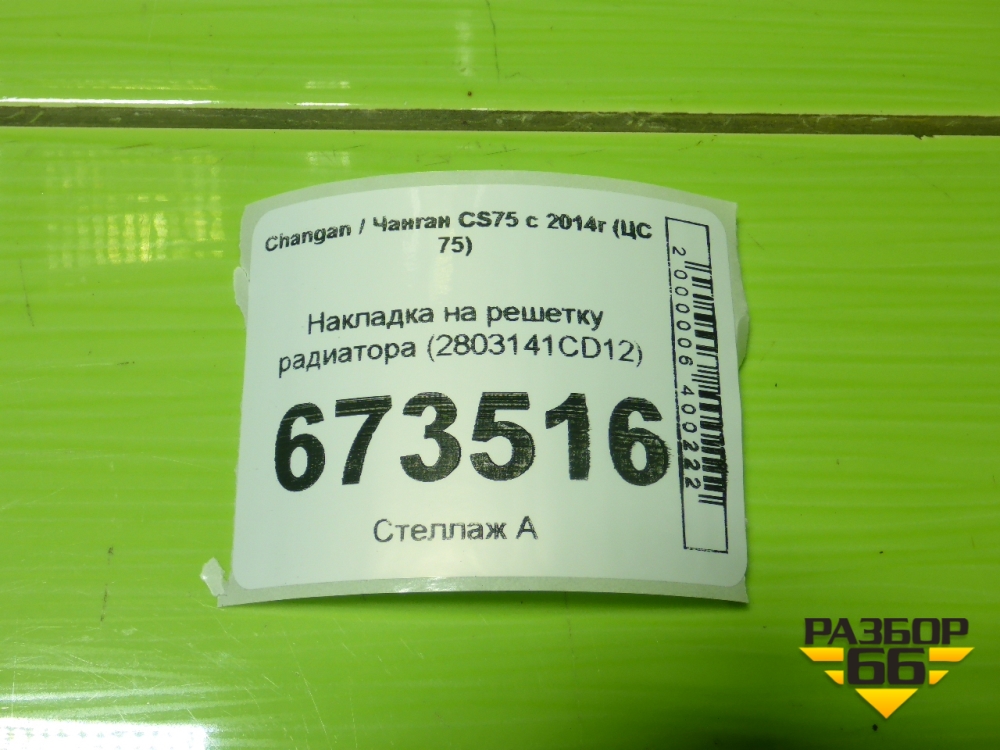 Changan / Чанган CS75 с 2014г (ЦС
75)
Накладка на решетку
радиатора (2803141CD12)
673516
Стеллаж А
2000006400222
РАЗБОР
66